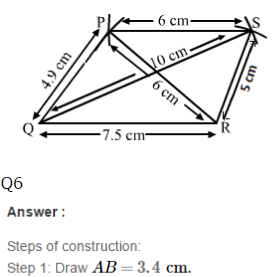 P 6 cm S
4.9 cm
10 cm
6 cm
5 cm
Q R
7.5 cm
Q6
Answer :
Steps of construction:
Step 1: Draw AB = 3.4 cm.